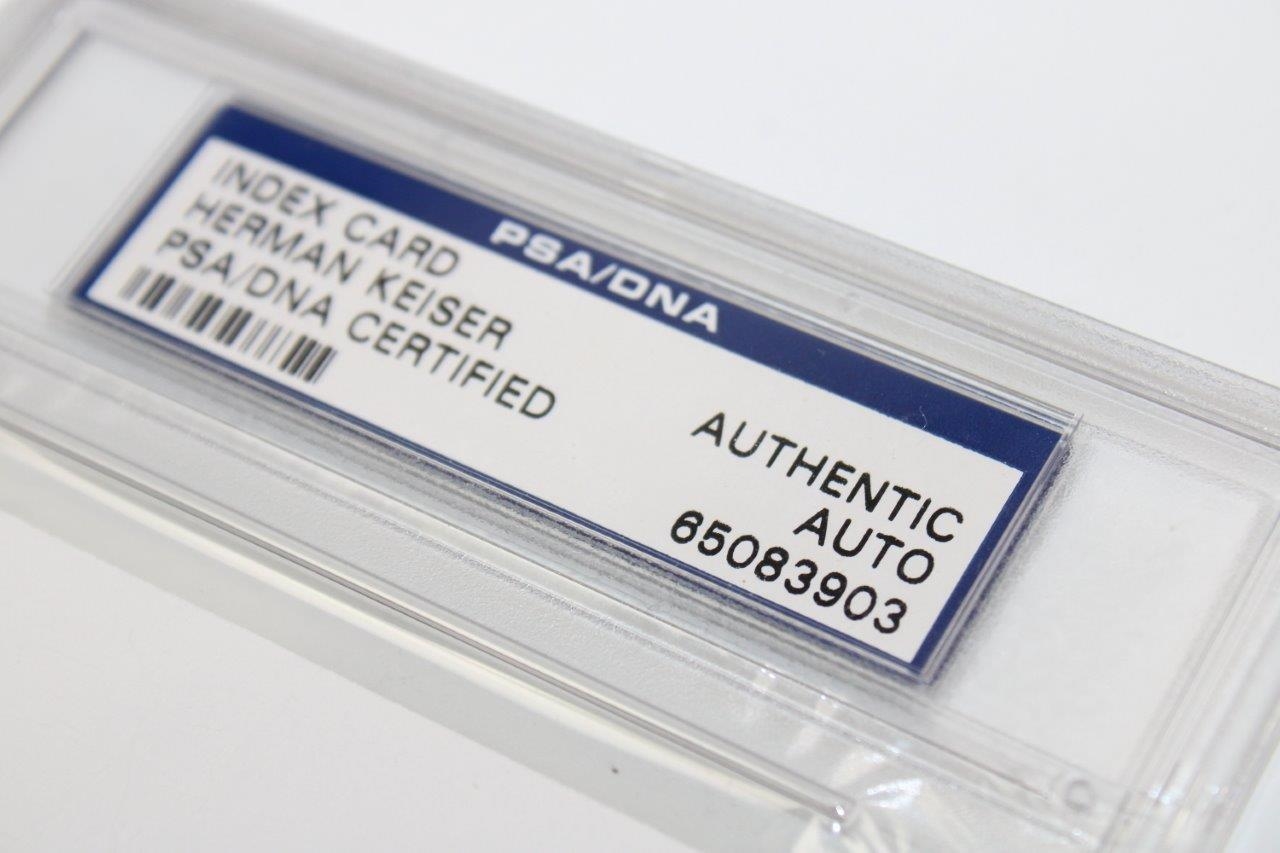 PSA/DNA
INDEX CARD
HERMAN KEISER
PSA/DNA CERTIFIED
AUTHENTIC
AUTO
65083903